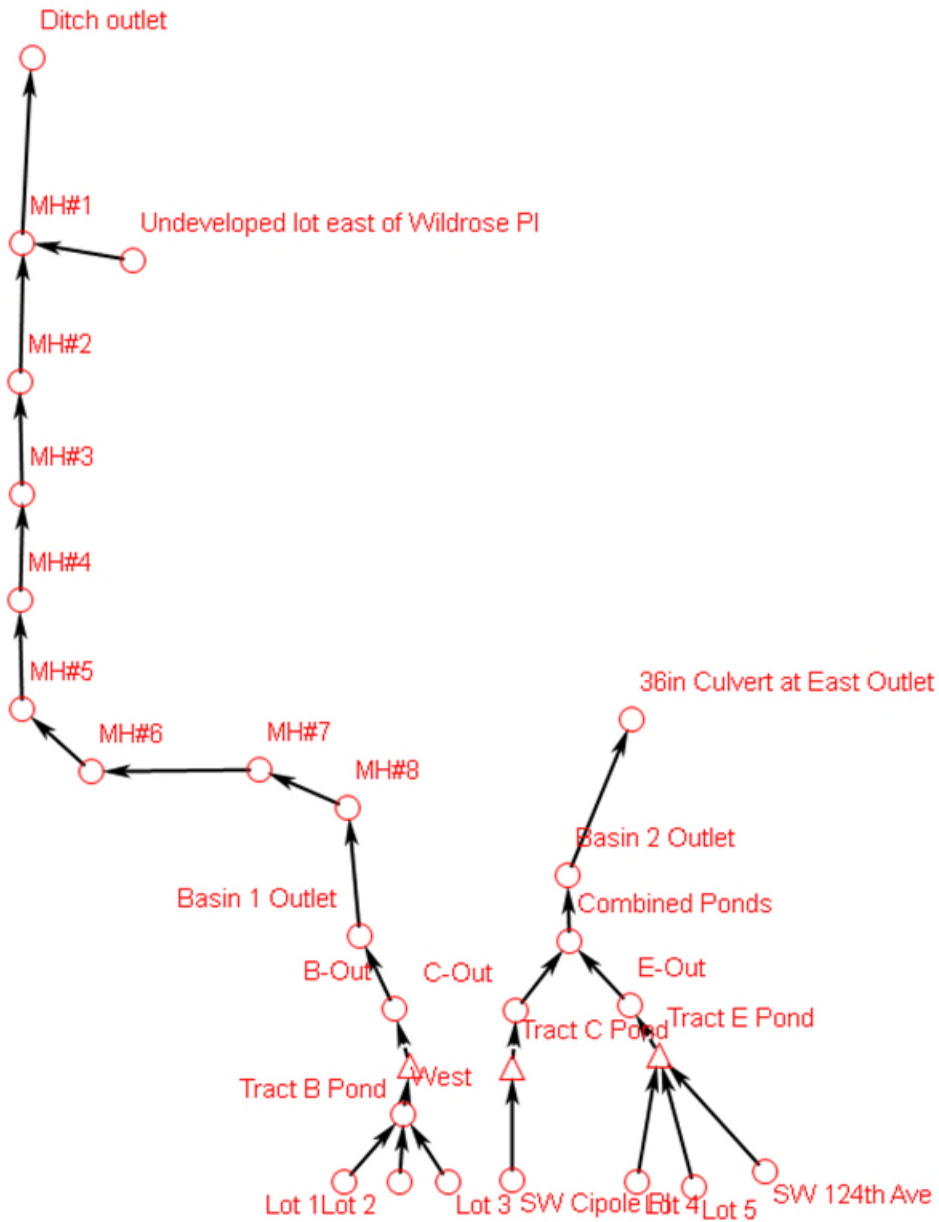 Ditch outlet
MH#1
Undeveloped lot east of Wildrose Pl
MH#2
MH#3
MH#4
MH#5
36in Culvert at East Outlet
MH#6
MH#7
MH#8
Basin 2 Outlet
Basin 1 Outlet
Combined Ponds
B-Out
C-Out
E-Out
Tract C Pond
Tract E Pond
Tract B Pond
West
Lot 1
Lot 2
Lot 3
SW Cipole Pl
Lot 4
Lot 5
SW 124th Ave